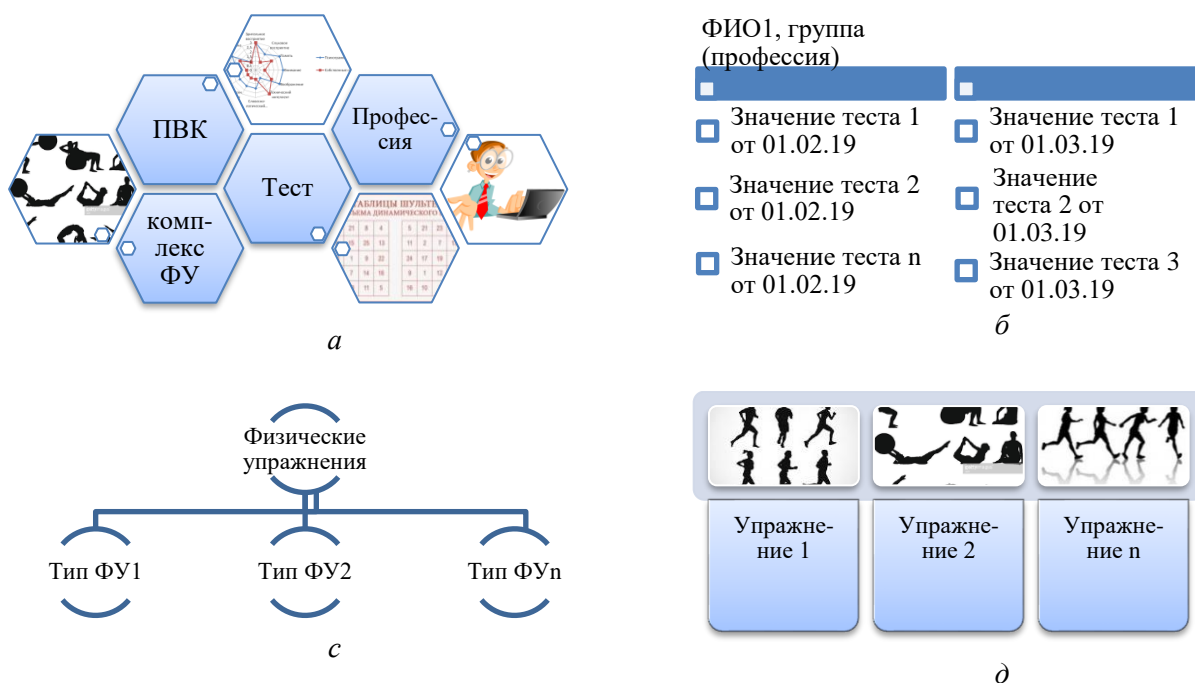 ПВК
Профес-
сия
Тест
комп-
лекс
ФУ
ТАБЛИЦЫ ШУЛЬТ
а
ФИО1, группа
(профессия)
Значение теста 1
от 01.02.19
Значение теста 2
от 01.02.19
Значение теста n
от 01.02.19
Значение теста 1
от 01.03.19
Значение
теста 2 от
01.03.19
Значение теста 3
от 01.03.19
б
Физические
упражнения
Тип ФУ1
Тип ФУ2
Тип ФУn
с
Упражне-
ние 1
Упражне-
ние 2
Упражне-
ние n
д